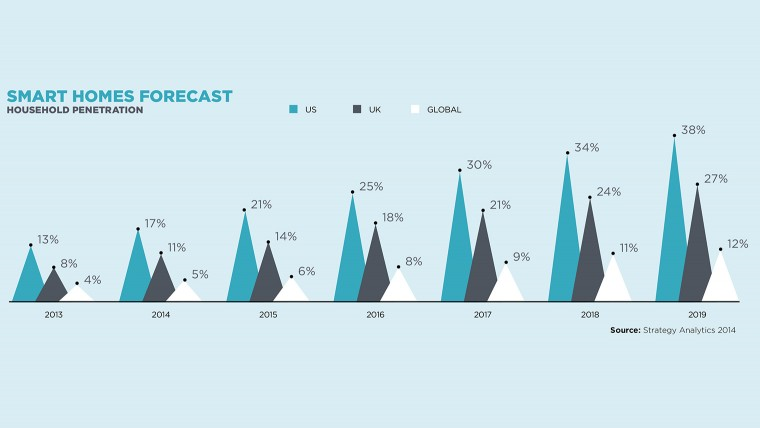 SMART HOMES FORECAST
HOUSEHOLD PENETRATION
US UK GLOBAL
13% 8% 4%
17% 11% 5%
21% 14% 6%
25% 18% 8%
30% 21% 9%
34% 24% 11%
38% 27% 12%
2013 2014 2015 2016 2017 2018 2019
Source: Strategy Analytics 2014